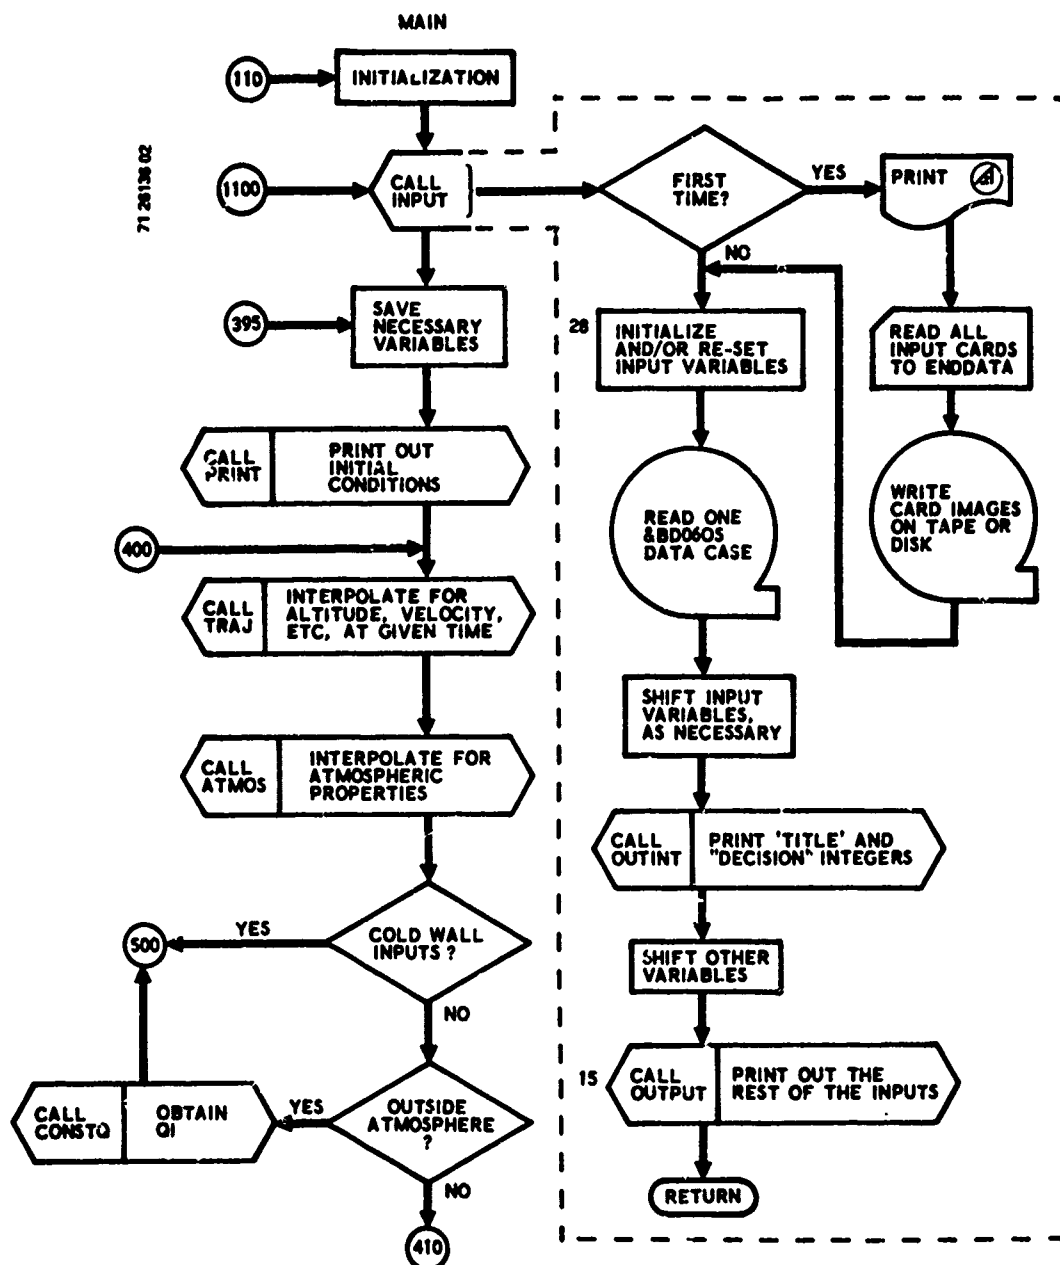 MAIN
110
INITIALIZATION
71 26136 02
1100
CALL
INPUT
395
SAVE
NECESSARY
VARIABLES
CALL
PRINT
PRINT OUT
INITIAL
CONDITIONS
400
CALL
TRAJ
INTERPOLATE FOR
ALTITUDE, VELOCITY,
ETC, AT GIVEN TIME
CALL
ATMOS
INTERPOLATE FOR
ATMOSPHERIC
PROPERTIES
COLD WALL
INPUTS ?
YES
500
NO
OUTSIDE
ATMOSPHERE
?
YES
CALL
CONSTQ
OBTAIN
QI
NO
410
FIRST
TIME?
YES
PRINT
NO
READ ALL
INPUT CARDS
TO ENDDATA
WRITE
CARD IMAGES
ON TAPE OR
DISK
28
INITIALIZE
AND/OR RE-SET
INPUT VARIABLES
READ ONE
&BD060S
DATA CASE
SHIFT INPUT
VARIABLES,
AS NECESSARY
CALL
OUTINT
PRINT 'TITLE' AND
"DECISION" INTEGERS
SHIFT OTHER
VARIABLES
15
CALL
OUTPUT
PRINT OUT THE
REST OF THE INPUTS
RETURN